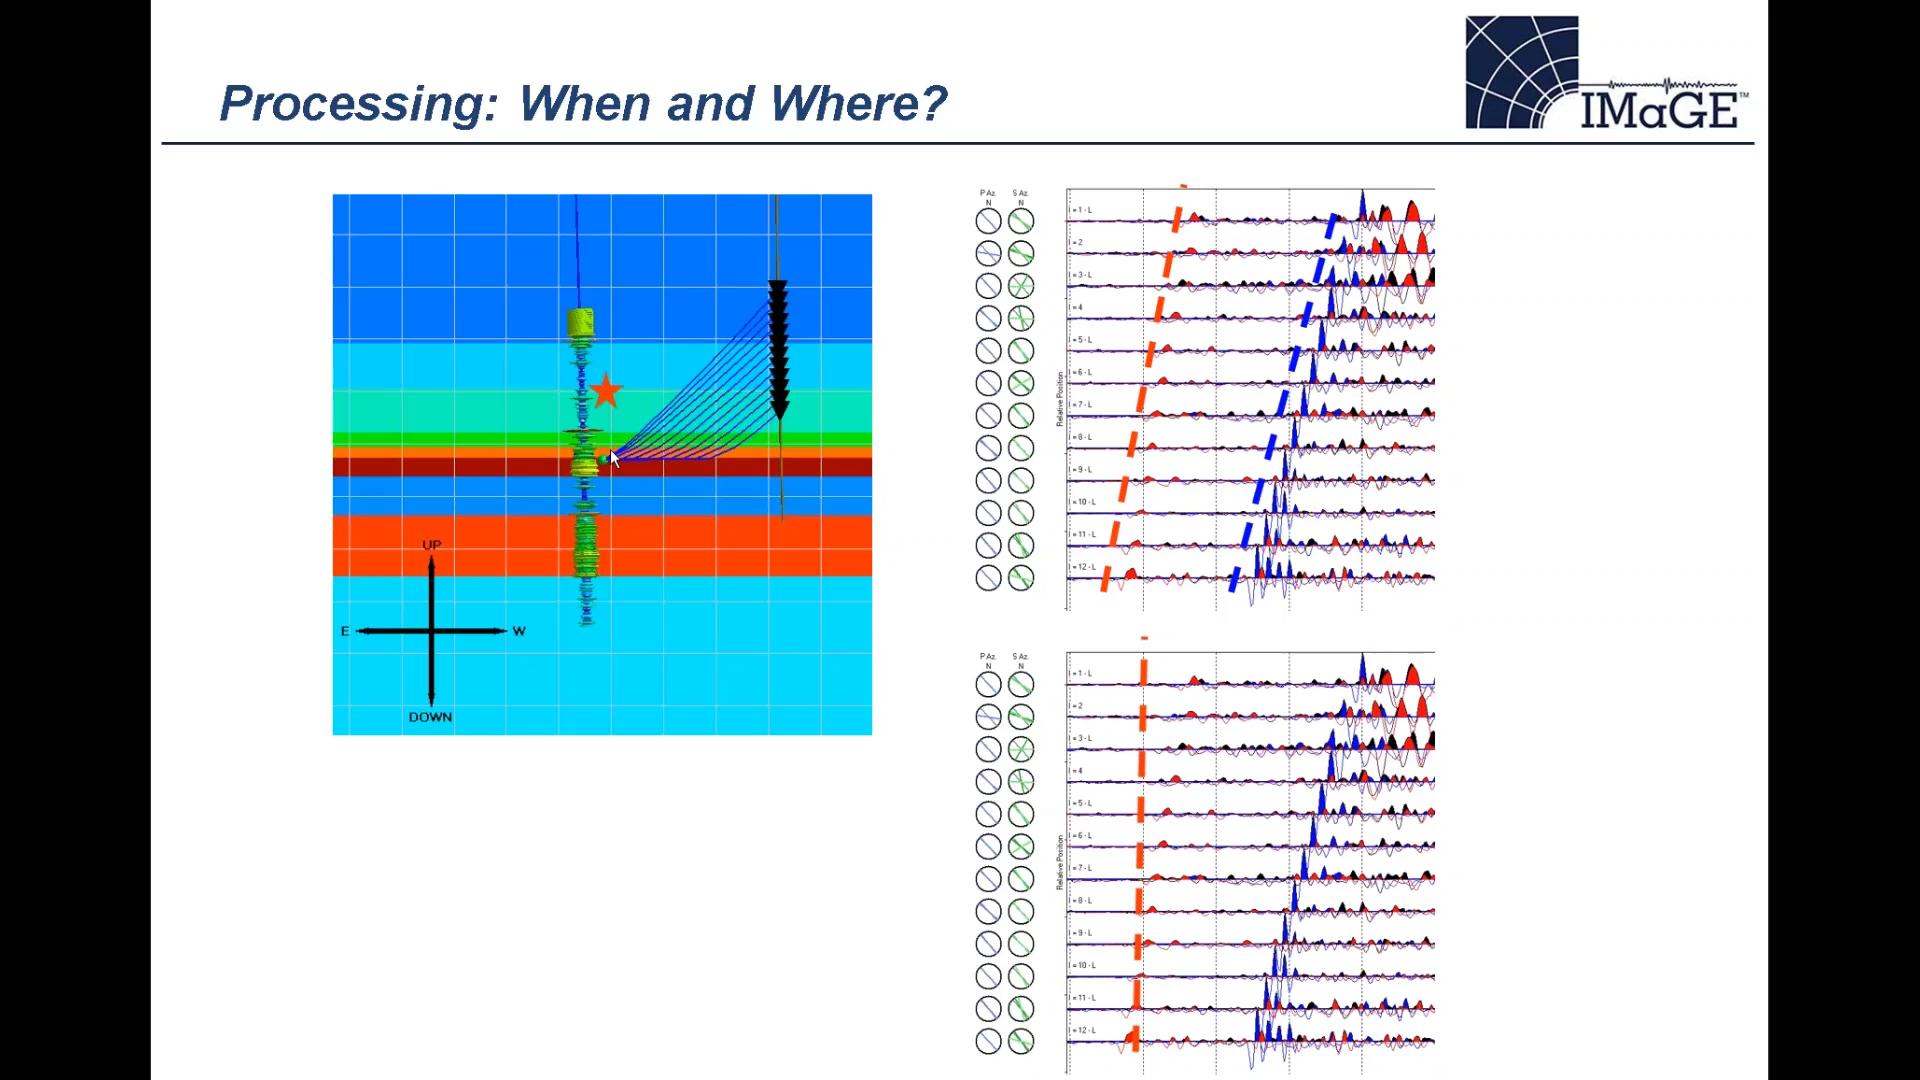 Processing: When and Where?
IMaGE™
UP
E
W
DOWN
P Az. S Az.
N N
Relative Position
I = 1 - L
I = 2
I = 3 - L
I = 4
I = 5 - L
I = 6 - L
I = 7 - L
I = 8 - L
I = 9 - L
I = 10 - L
I = 11 - L
I = 12 - L
P Az. S Az.
N N
Relative Position
I = 1 - L
I = 2
I = 3 - L
I = 4
I = 5 - L
I = 6 - L
I = 7 - L
I = 8 - L
I = 9 - L
I = 10 - L
I = 11 - L
I = 12 - L